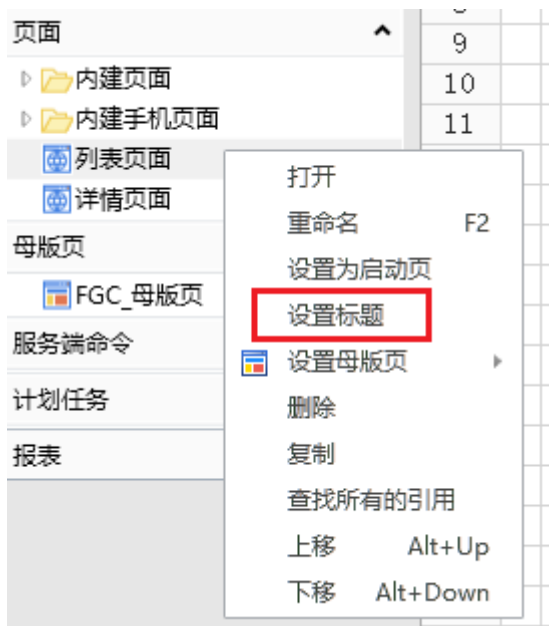 页面
9
10
11
内建页面
内建手机页面
列表页面
详情页面
母版页
FGC_母版页
服务端命令
计划任务
报表
打开
重命名 F2
设置为启动页
设置标题
设置母版页
删除
复制
查找所有的引用
上移 Alt+Up
下移 Alt+Down